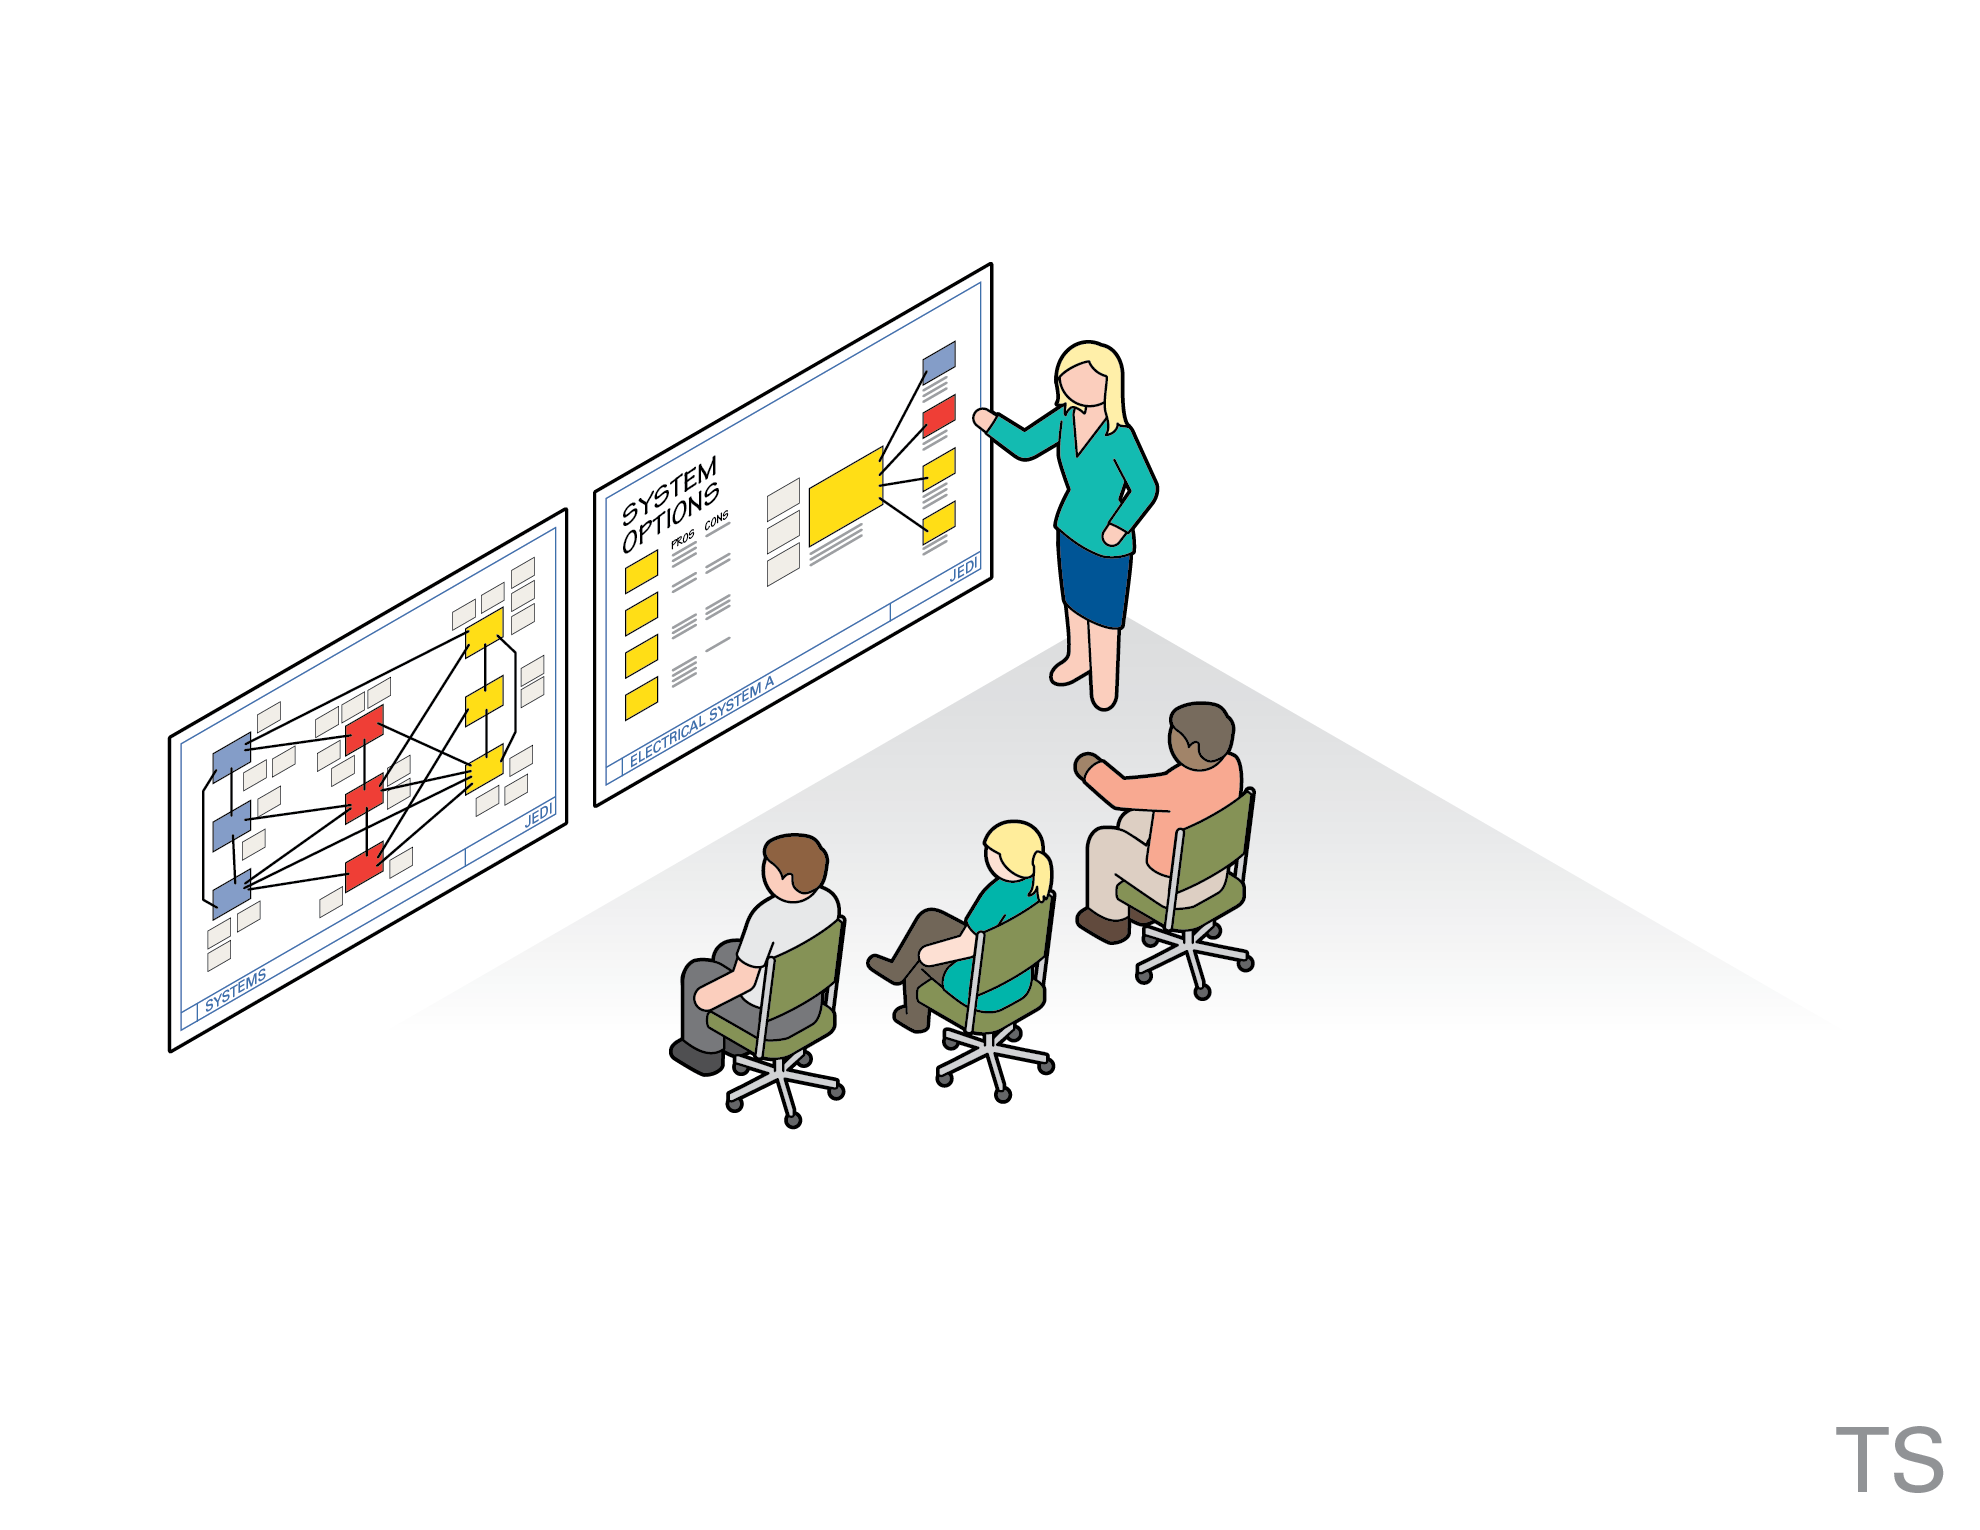 SYSTEM
OPTIONS
PROS CONS
ELECTRICAL SYSTEM A
JEDI
SYSTEMS
JEDI
TS